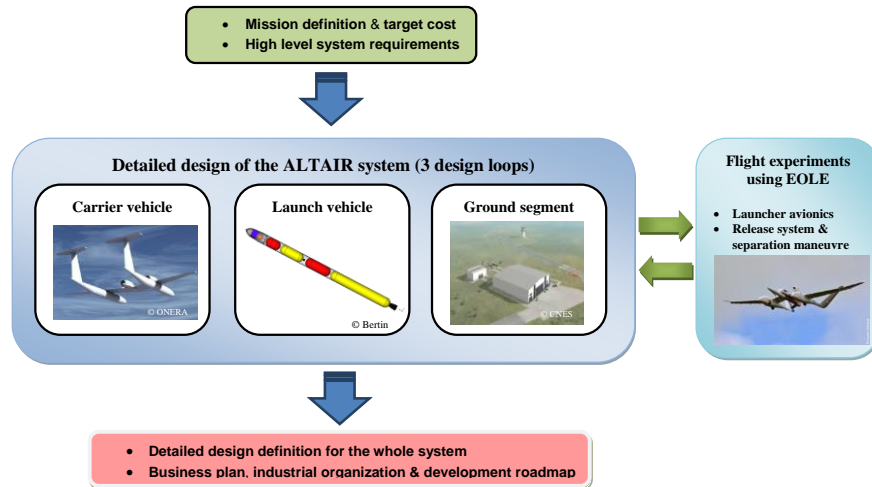 • Mission definition & target cost
• High level system requirements
Detailed design of the ALTAIR system (3 design loops)
Carrier vehicle
© ONERA
Launch vehicle
© Bertin
Ground segment
© CNES
Flight experiments
using EOLE
• Launcher avionics
• Release system &
separation maneuvre
• Detailed design definition for the whole system
• Business plan, industrial organization & development roadmap